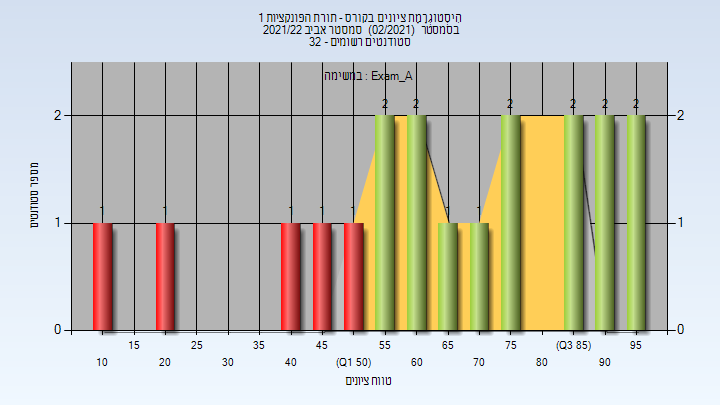 היסטוגרמת ציונים בקורס - תורת הפונקציות 1
בסמסטר (02/2021) סמסטר אביב 2021/22
סטודנטים רשומים - 32
במשימה : Exam_A
מספר סטודנטים
2 2
1 1
0 0
1 1 1 1 1 2 2 1 1 2 2 2 2
15 25 35 45 55 65 75 (Q3 85) 95
10 20 30 40 (Q1 50) 60 70 80 90
טווח ציונים